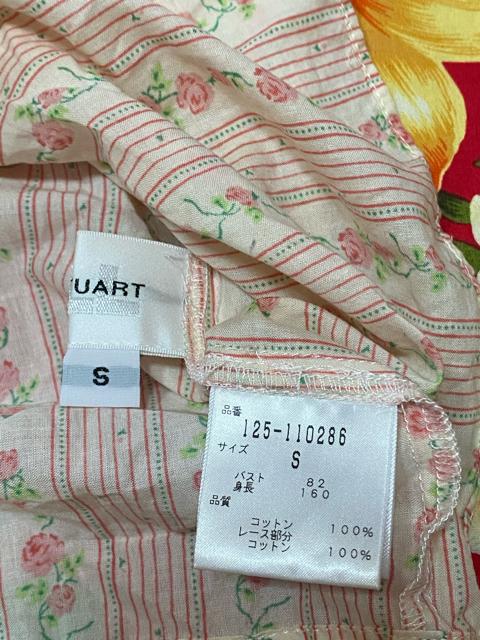 UART
S
品番
125-110286
サイズ
S
バスト 82
身長 160
品質
コットン 100%
レース部分
コットン 100%